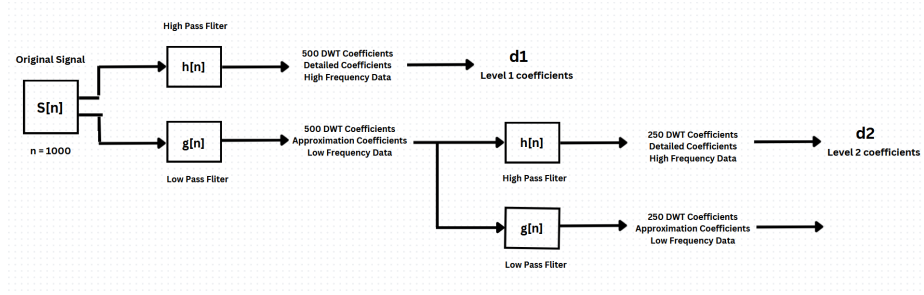 High Pass Fliter
Original Signal
S[n]
n = 1000
h[n]
500 DWT Coefficients
Detailed Coefficients
High Frequency Data
d1
Level 1 coefficients
g[n]
Low Pass Fliter
500 DWT Coefficients
Approximation Coefficients
Low Frequency Data
h[n]
High Pass Fliter
250 DWT Coefficients
Detailed Coefficients
High Frequency Data
d2
Level 2 coefficients
g[n]
Low Pass Fliter
250 DWT Coefficients
Approximation Coefficients
Low Frequency Data